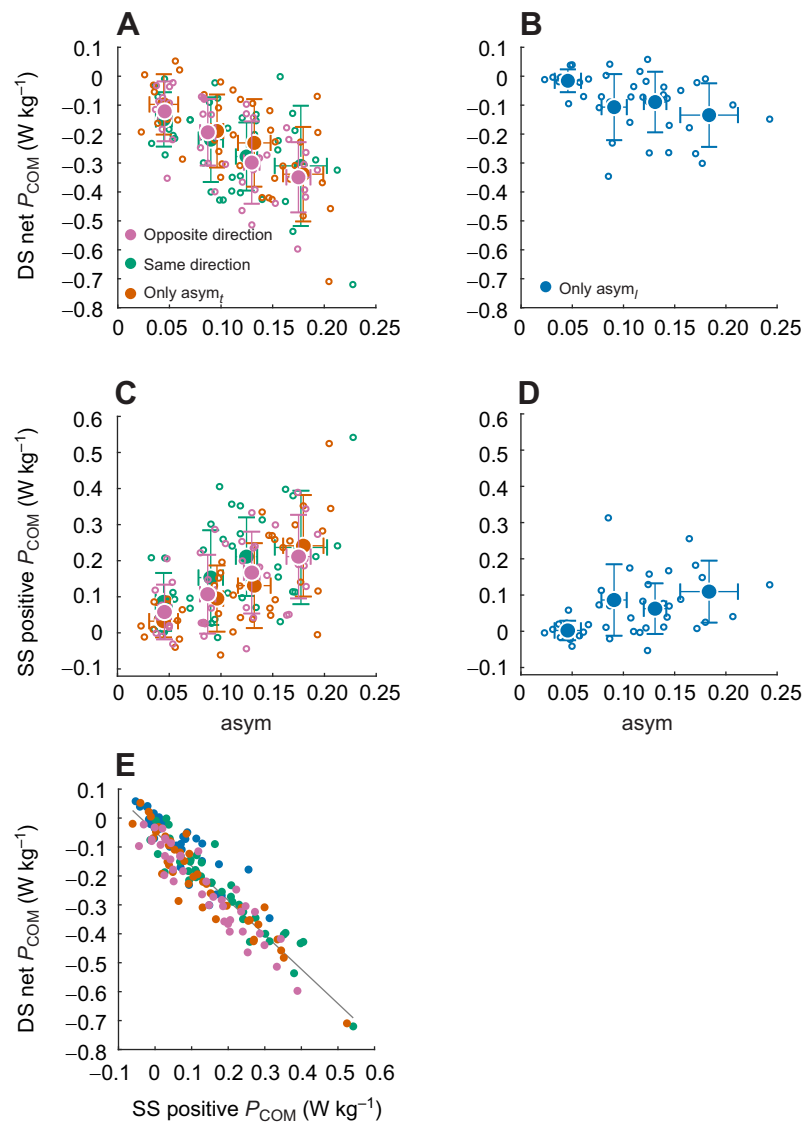 A
DS net P_COM (W kg⁻¹)
0.1
0
–0.1
–0.2
–0.3
–0.4
–0.5
–0.6
–0.7
–0.8
Opposite direction
Same direction
Only asym_t
0 0.05 0.10 0.15 0.20 0.25
B
0.1
0
–0.1
–0.2
–0.3
–0.4
–0.5
–0.6
–0.7
–0.8
Only asym_l
0 0.05 0.10 0.15 0.20 0.25
C
SS positive P_COM (W kg⁻¹)
0.6
0.5
0.4
0.3
0.2
0.1
0
–0.1
0 0.05 0.10 0.15 0.20 0.25
asym
D
0.6
0.5
0.4
0.3
0.2
0.1
0
–0.1
0 0.05 0.10 0.15 0.20 0.25
asym
E
DS net P_COM (W kg⁻¹)
0.1
0
–0.1
–0.2
–0.3
–0.4
–0.5
–0.6
–0.7
–0.8
–0.1 0 0.1 0.2 0.3 0.4 0.5 0.6
SS positive P_COM (W kg⁻¹)